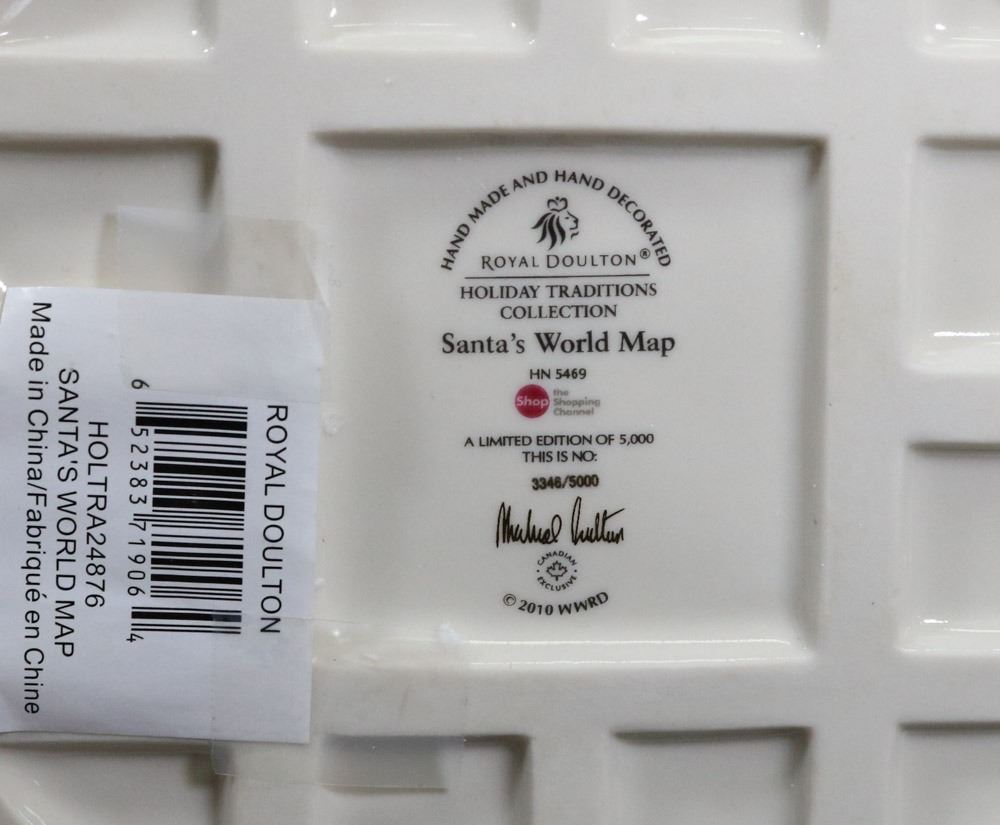 HAND MADE AND HAND DECORATED
ROYAL DOULTON®
HOLIDAY TRADITIONS
COLLECTION
Santa's World Map
HN 5469
Shop the
Shopping
Channel
A LIMITED EDITION OF 5,000
THIS IS NO:
3346/5000
Michael Doulton
CANADIAN
EXCLUSIVE
© 2010 WWRD
ROYAL DOULTON
6 52383 71906 4
HOLTRA24876
SANTA'S WORLD MAP
Made in China/Fabriqué en Chine